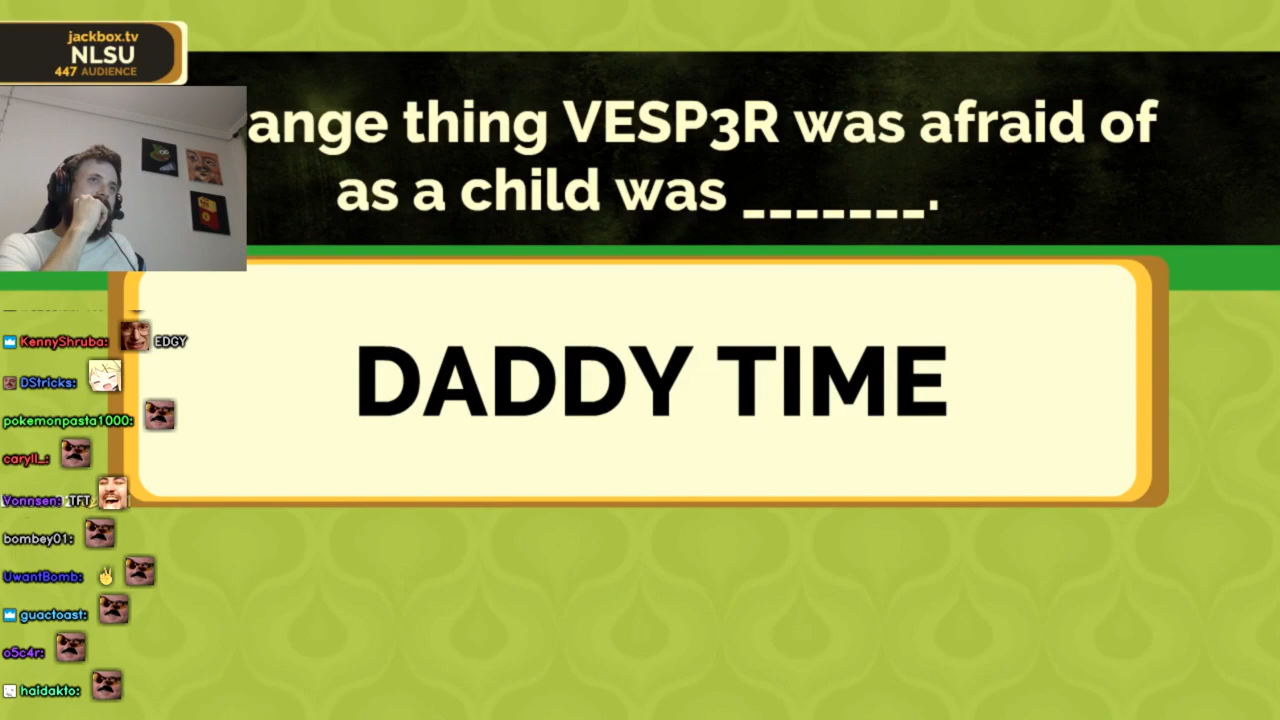 jackbox.tv
NLSU
447 AUDIENCE
ange thing VESP3R was afraid of
as a child was _______.
DADDY TIME
KennyShruba: EDGY
DStricks:
pokemonpasta1000:
caryll_:
Vonnsen: TFT
bombey01:
UwantBomb:
guactoast:
o5c4r:
haidakto: